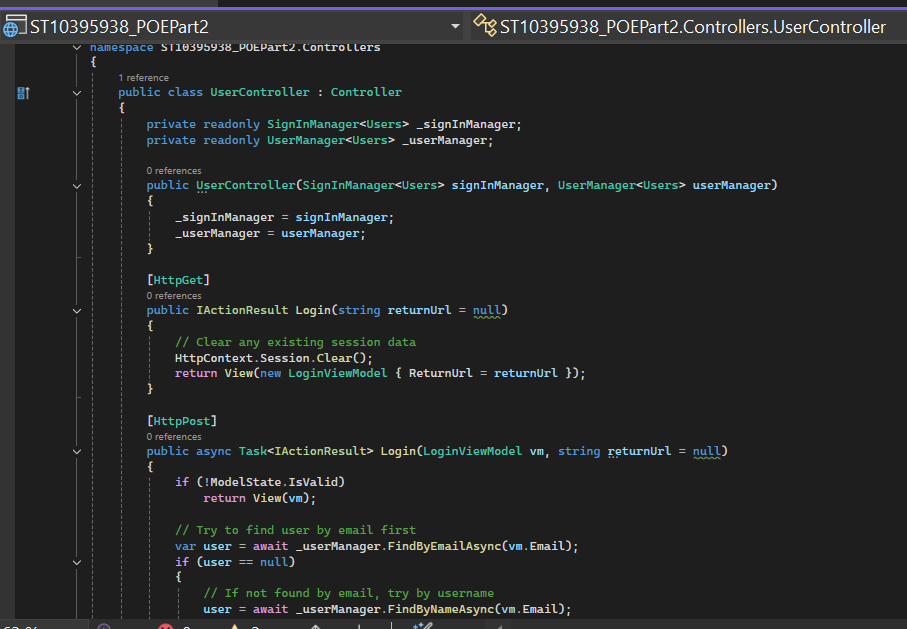 ST10395938_POEPart2
ST10395938_POEPart2.Controllers.UserController
namespace ST10395938_POEPart2.Controllers
{
1 reference
public class UserController : Controller
{
private readonly SignInManager<Users> _signInManager;
private readonly UserManager<Users> _userManager;
0 references
public UserController(SignInManager<Users> signInManager, UserManager<Users> userManager)
{
_signInManager = signInManager;
_userManager = userManager;
}
[HttpGet]
0 references
public IActionResult Login(string returnUrl = null)
{
// Clear any existing session data
HttpContext.Session.Clear();
return View(new LoginViewModel { ReturnUrl = returnUrl });
}
[HttpPost]
0 references
public async Task<IActionResult> Login(LoginViewModel vm, string returnUrl = null)
{
if (!ModelState.IsValid)
return View(vm);
// Try to find user by email first
var user = await _userManager.FindByEmailAsync(vm.Email);
if (user == null)
{
// If not found by email, try by username
user = await _userManager.FindByNameAsync(vm.Email);